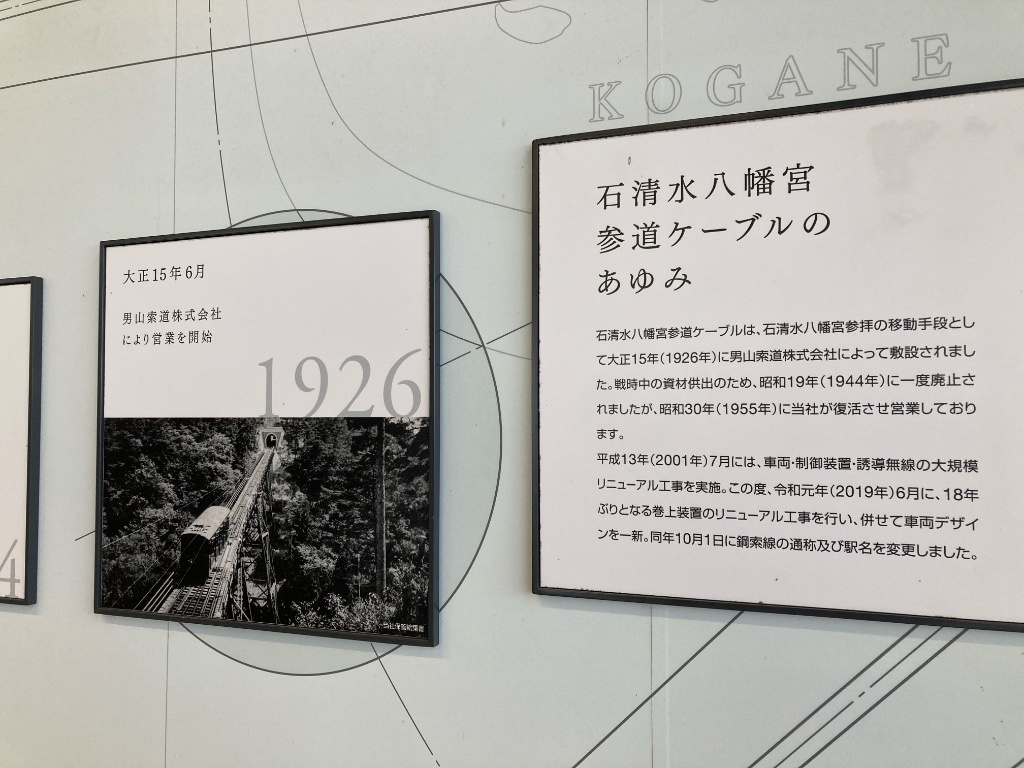 KOGANE
石清水八幡宮
参道ケーブルの
あゆみ
石清水八幡宮参道ケーブルは、石清水八幡宮参拝の移動手段とし
て大正15年（1926年）に男山索道株式会社によって敷設されまし
た。戦時中の資材供出のため、昭和19年（1944年）に一度廃止さ
れましたが、昭和30年（1955年）に当社が復活させ営業しており
ます。
平成13年（2001年）7月には、車両・制御装置・誘導無線の大規模
リニューアル工事を実施。この度、令和元年（2019年）6月に、18年
ぶりとなる巻上装置のリニューアル工事を行い、併せて車両デザイ
ンを一新。同年10月1日に鋼索線の通称及び駅名を変更しました。
大正15年6月
男山索道株式会社
により営業を開始
1926
当社保管絵葉書
4